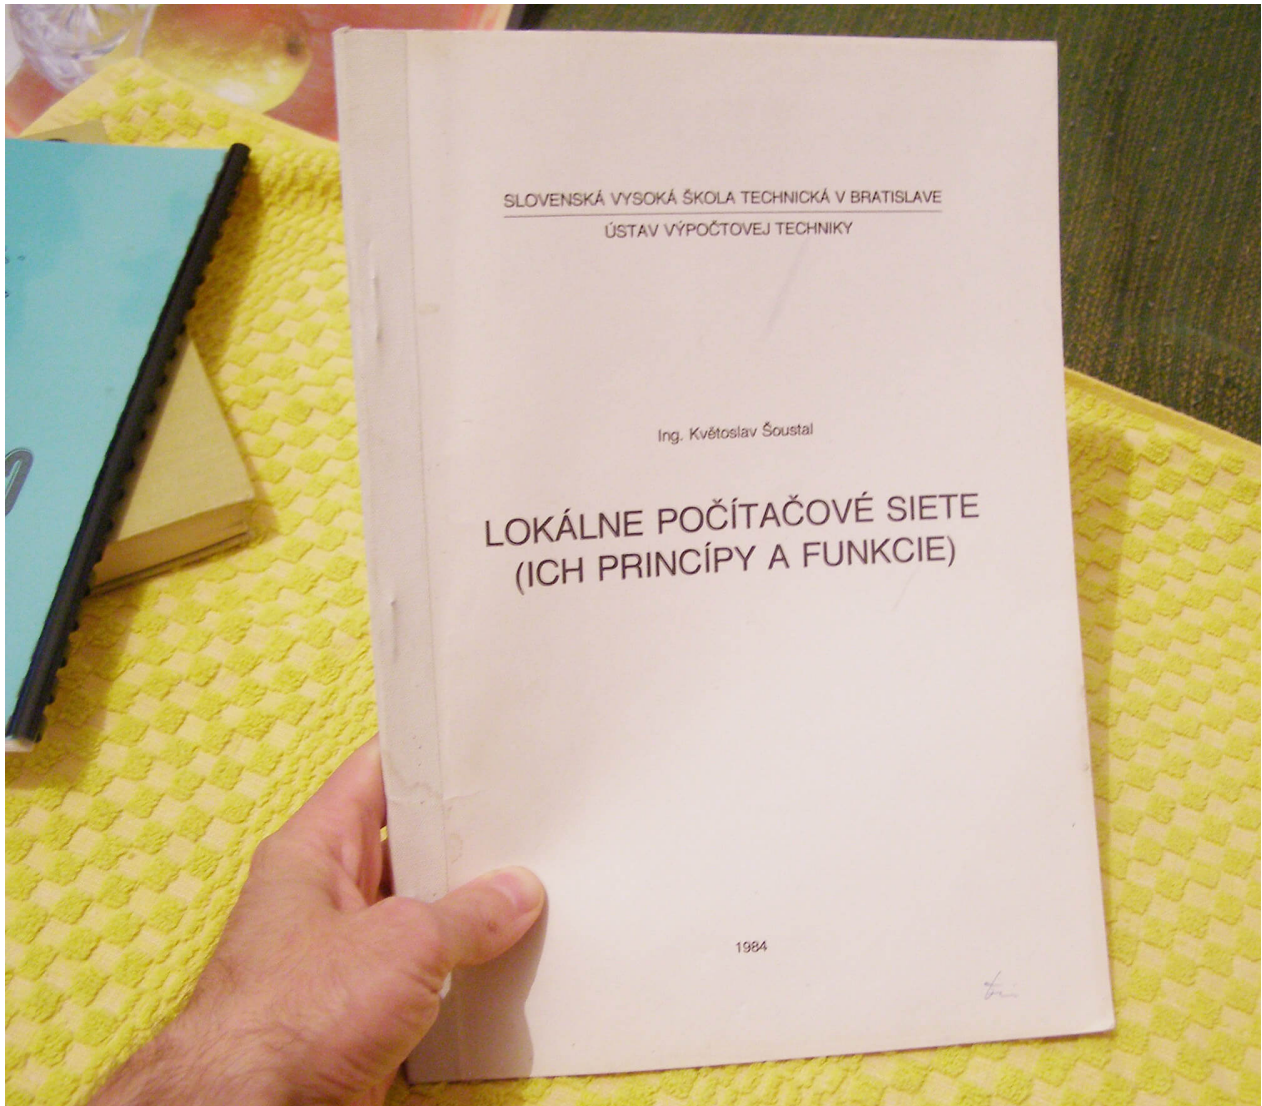 SLOVENSKÁ VYSOKÁ ŠKOLA TECHNICKÁ V BRATISLAVE
ÚSTAV VÝPOČTOVEJ TECHNIKY
Ing. Květoslav Šoustal
LOKÁLNE POČÍTAČOVÉ SIETE
(ICH PRINCÍPY A FUNKCIE)
1984